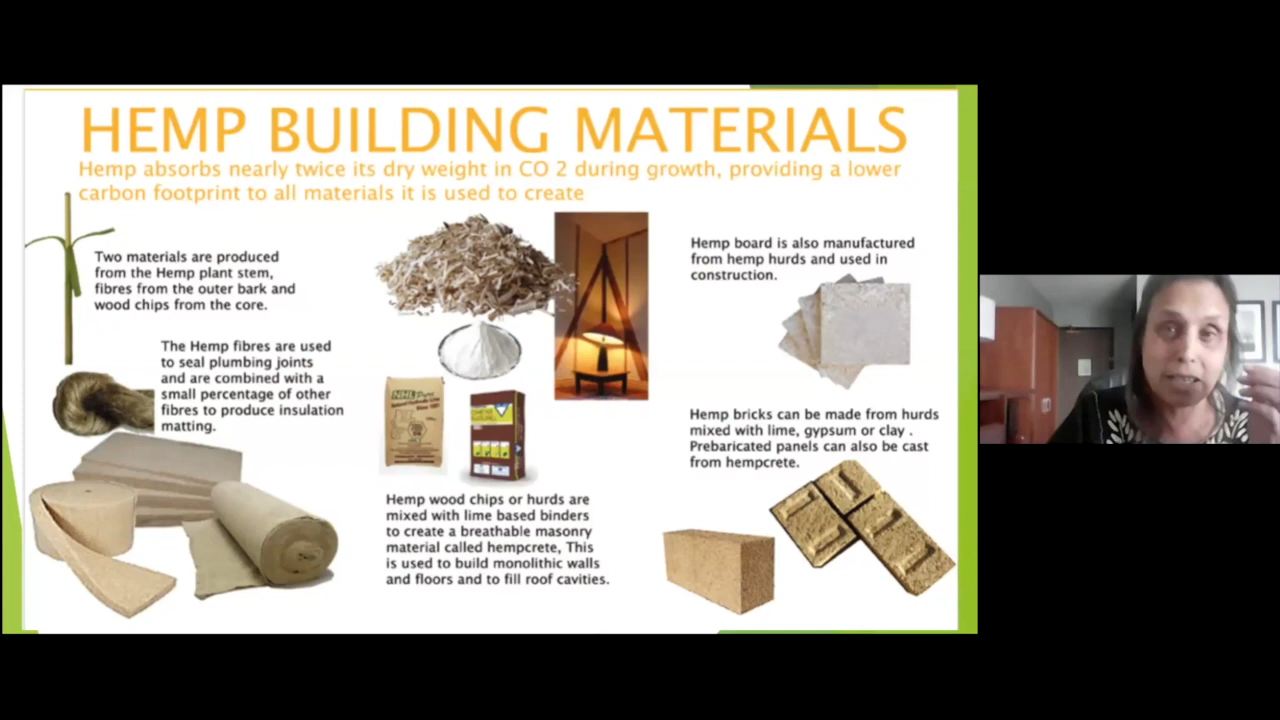 HEMP BUILDING MATERIALS
Hemp absorbs nearly twice its dry weight in CO 2 during growth, providing a lower
carbon footprint to all materials it is used to create
Two materials are produced
from the Hemp plant stem,
fibres from the outer bark and
wood chips from the core.
The Hemp fibres are used
to seal plumbing joints
and are combined with a
small percentage of other
fibres to produce insulation
matting.
Hemp wood chips or hurds are
mixed with lime based binders
to create a breathable masonry
material called hempcrete, This
is used to build monolithic walls
and floors and to fill roof cavities.
Hemp board is also manufactured
from hemp hurds and used in
construction.
Hemp bricks can be made from hurds
mixed with lime, gypsum or clay .
Prebaricated panels can also be cast
from hempcrete.